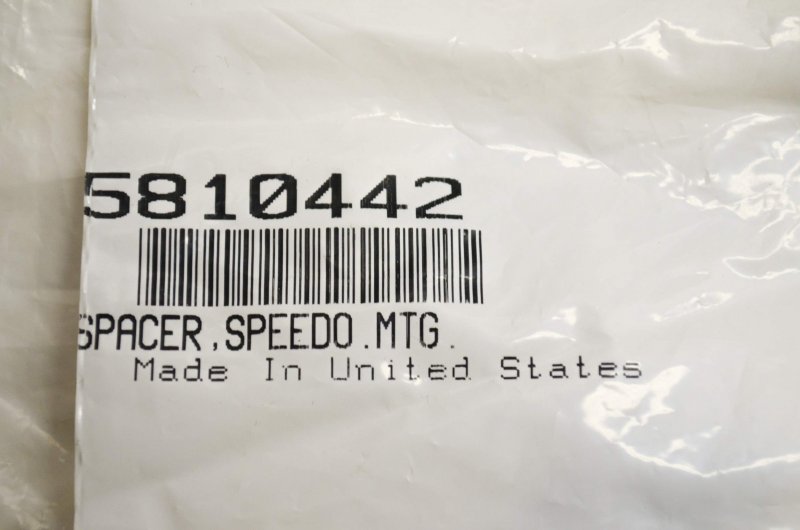 5810442
SPACER,SPEEDO.MTG.
Made In United States